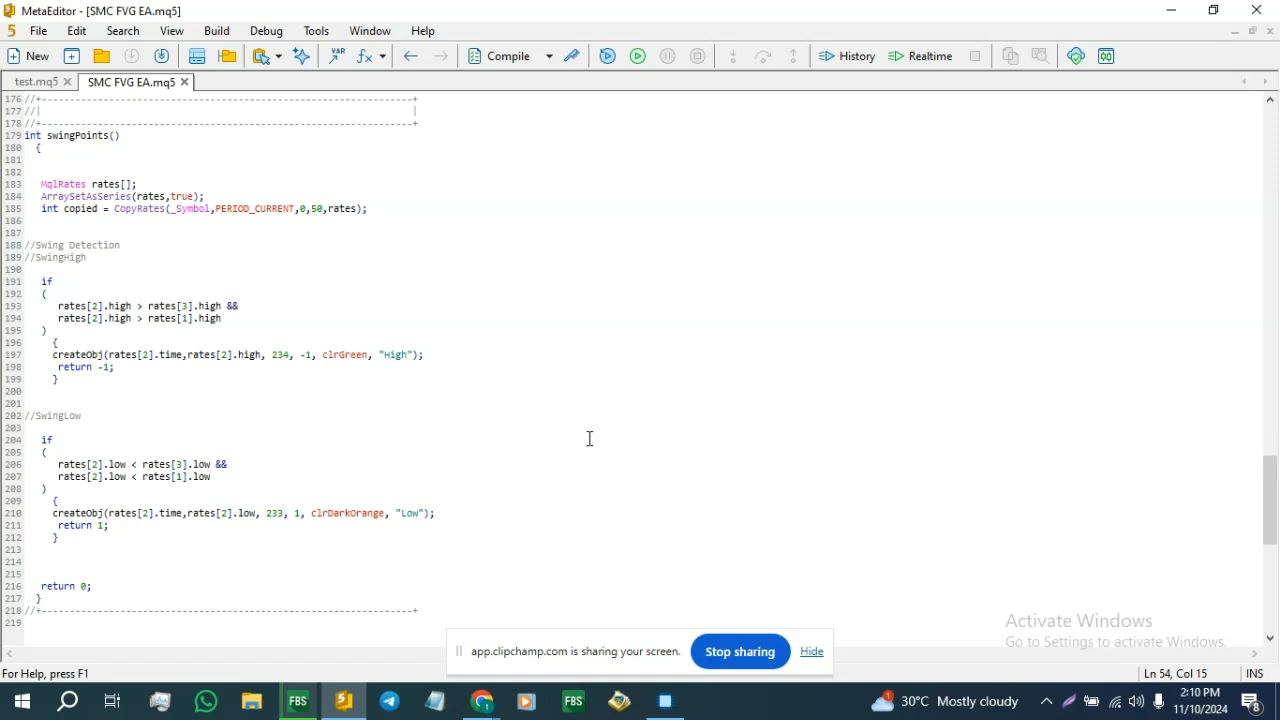 MetaEditor - [SMC FVG EA.mq5]
5 File Edit Search View Build Debug Tools Window Help
New VAR fx Compile History Realtime
test.mq5 SMC FVG EA.mq5
176 //+------------------------------------------------------------------+
177 //| |
178 //+------------------------------------------------------------------+
179 int swingPoints()
180 {
181
182
183 MqlRates rates[];
184 ArraySetAsSeries(rates,true);
185 int copied = CopyRates(_Symbol,PERIOD_CURRENT,0,50,rates);
186
187
188 //Swing Detection
189 //SwingHigh
190
191 if
192 (
193 rates[2].high > rates[3].high &&
194 rates[2].high > rates[1].high
195 )
196 {
197 createObj(rates[2].time,rates[2].high, 234, -1, clrGreen, "High");
198 return -1;
199 }
200
201
202 //SwingLow
203
204 if
205 (
206 rates[2].low < rates[3].low &&
207 rates[2].low < rates[1].low
208 )
209 {
210 createObj(rates[2].time,rates[2].low, 233, 1, clrDarkOrange, "Low");
211 return 1;
212 }
213
214
215
216 return 0;
217 }
218 //+------------------------------------------------------------------+
219
Activate Windows
Go to Settings to activate Windows.
app.clipchamp.com is sharing your screen. Stop sharing Hide
For Help, press F1 Ln 54, Col 15 INS
FBS 5 FBS 1 30°C Mostly cloudy 2:10 PM
11/10/2024 8